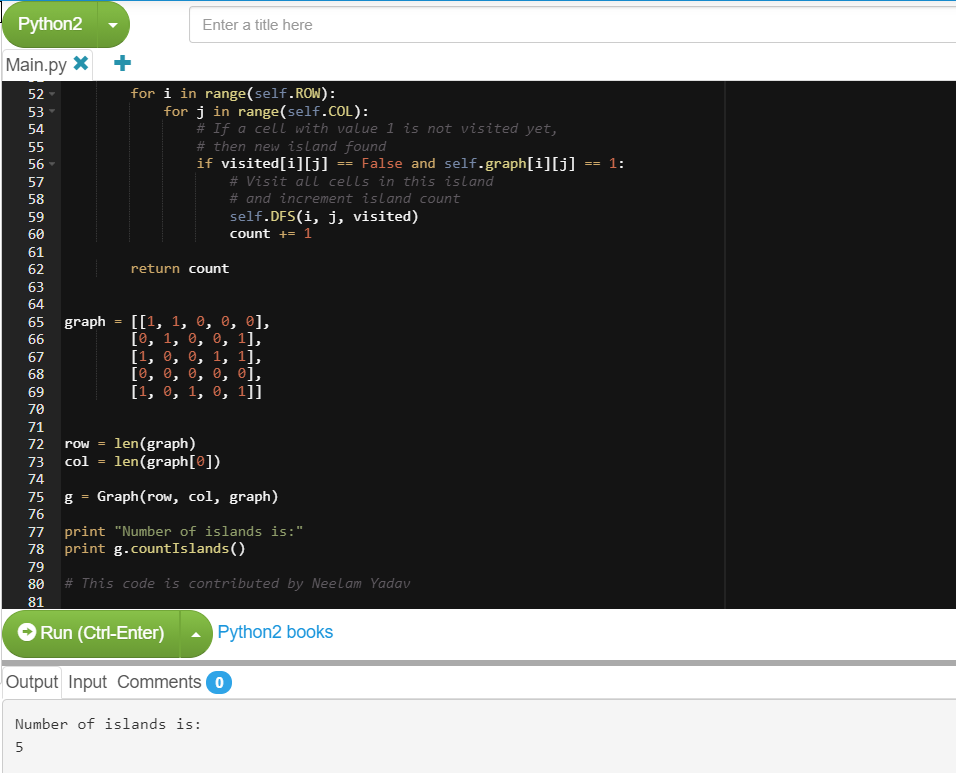 Python2
Enter a title here
Main.py
52 for i in range(self.ROW):
53 for j in range(self.COL):
54 # If a cell with value 1 is not visited yet,
55 # then new island found
56 if visited[i][j] == False and self.graph[i][j] == 1:
57 # Visit all cells in this island
58 # and increment island count
59 self.DFS(i, j, visited)
60 count += 1
61
62 return count
63
64
65 graph = [[1, 1, 0, 0, 0],
66 [0, 1, 0, 0, 1],
67 [1, 0, 0, 1, 1],
68 [0, 0, 0, 0, 0],
69 [1, 0, 1, 0, 1]]
70
71
72 row = len(graph)
73 col = len(graph[0])
74
75 g = Graph(row, col, graph)
76
77 print "Number of islands is:"
78 print g.countIslands()
79
80 # This code is contributed by Neelam Yadav
81
Run (Ctrl-Enter) Python2 books
Output Input Comments 0
Number of islands is:
5